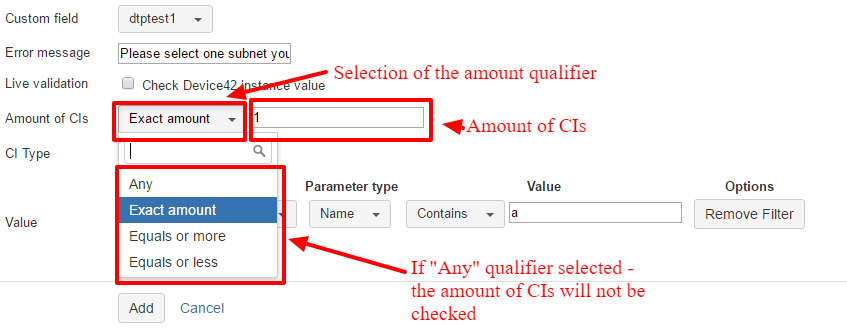 Custom field dtptest1
Error message Please select one subnet you
Live validation Check Device42 instance value
Selection of the amount qualifier
Amount of CIs Exact amount 1
Amount of CIs
CI Type
Any
Exact amount
Equals or more
Equals or less
Parameter type Value Options
Value Name Contains a Remove Filter
If "Any" qualifier selected -
the amount of CIs will not be
checked
Add Cancel